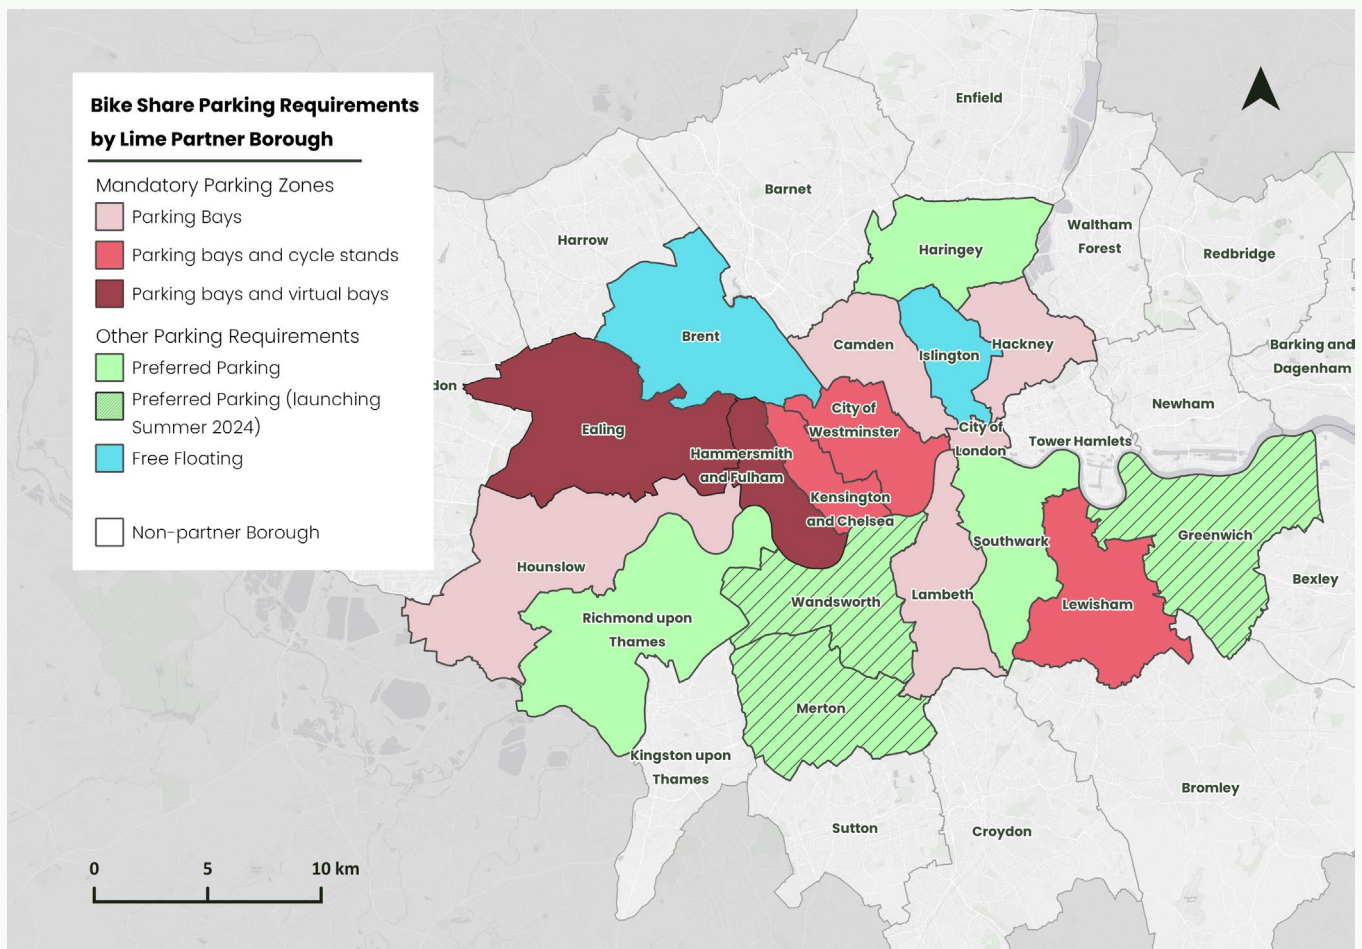 Bike Share Parking Requirements
by Lime Partner Borough
Mandatory Parking Zones
Parking Bays
Parking bays and cycle stands
Parking bays and virtual bays
Other Parking Requirements
Preferred Parking
Preferred Parking (launching
Summer 2024)
Free Floating
Non-partner Borough
Enfield
Barnet
Harrow
Haringey
Waltham
Forest
Redbridge
Brent
Camden
Islington
Hackney
Barking and
Dagenham
don
Newham
Ealing
City of
Westminster
City of
London
Tower Hamlets
Hammersmith
and Fulham
Kensington
and Chelsea
Southwark
Greenwich
Hounslow
Bexley
Wandsworth
Lambeth
Lewisham
Richmond upon
Thames
Merton
Kingston upon
Thames
Bromley
Sutton
Croydon
0 5 10 km